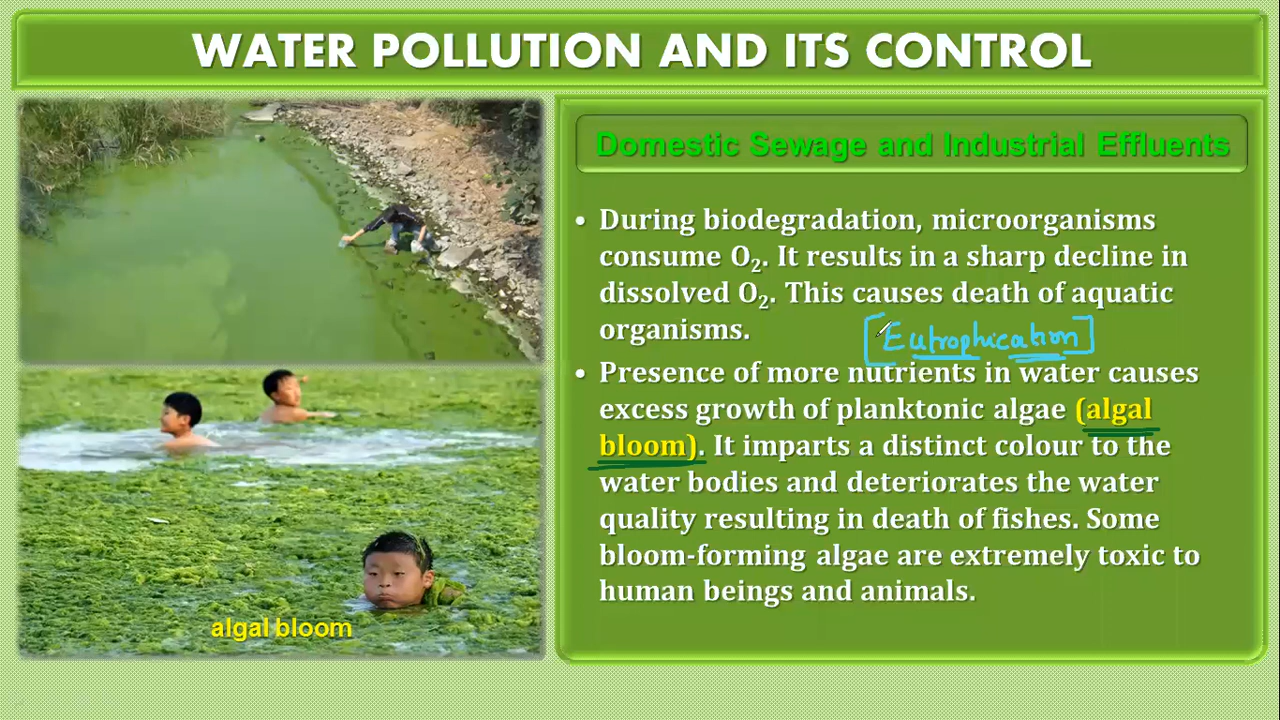 WATER POLLUTION AND ITS CONTROL
Domestic Sewage and Industrial Effluents
• During biodegradation, microorganisms
consume O₂. It results in a sharp decline in
dissolved O₂. This causes death of aquatic
organisms.
[Eutrophication]
• Presence of more nutrients in water causes
excess growth of planktonic algae (algal
bloom). It imparts a distinct colour to the
water bodies and deteriorates the water
quality resulting in death of fishes. Some
bloom-forming algae are extremely toxic to
human beings and animals.
algal bloom